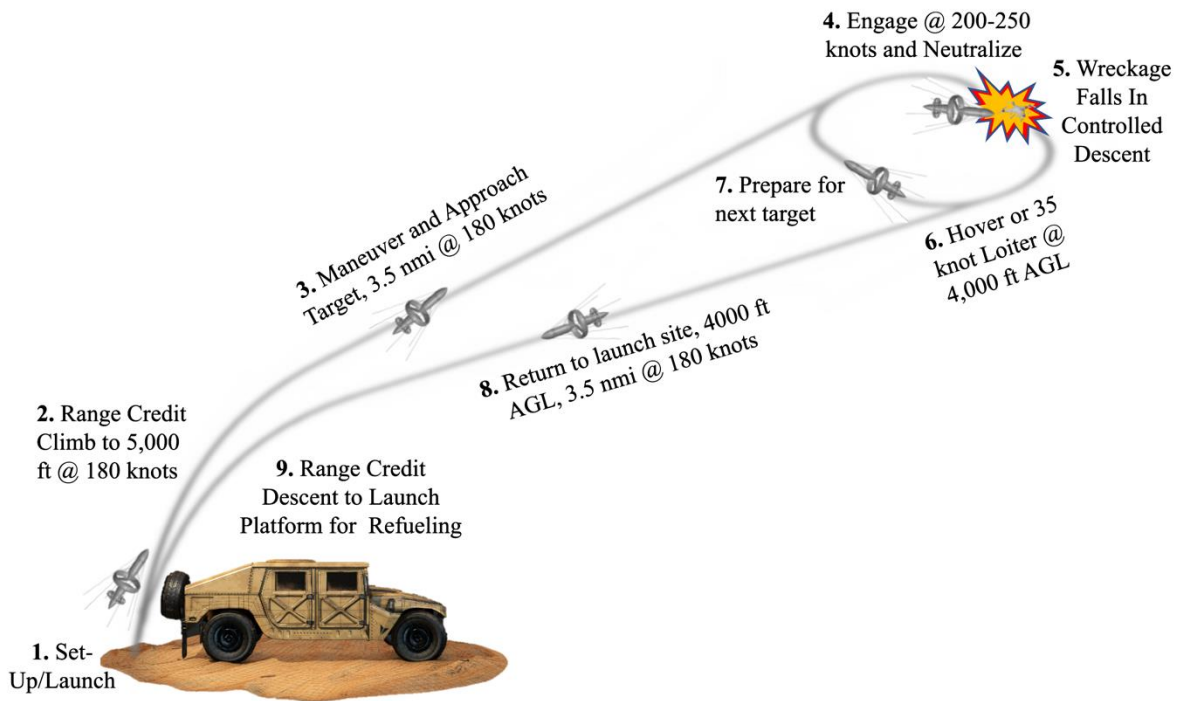 1. Set-
Up/Launch
2. Range Credit
Climb to 5,000
ft @ 180 knots
3. Maneuver and Approach
Target, 3.5 nmi @ 180 knots
4. Engage @ 200-250
knots and Neutralize
5. Wreckage
Falls In
Controlled
Descent
6. Hover or 35
knot Loiter @
4,000 ft AGL
7. Prepare for
next target
8. Return to launch site, 4000 ft
AGL, 3.5 nmi @ 180 knots
9. Range Credit
Descent to Launch
Platform for Refueling